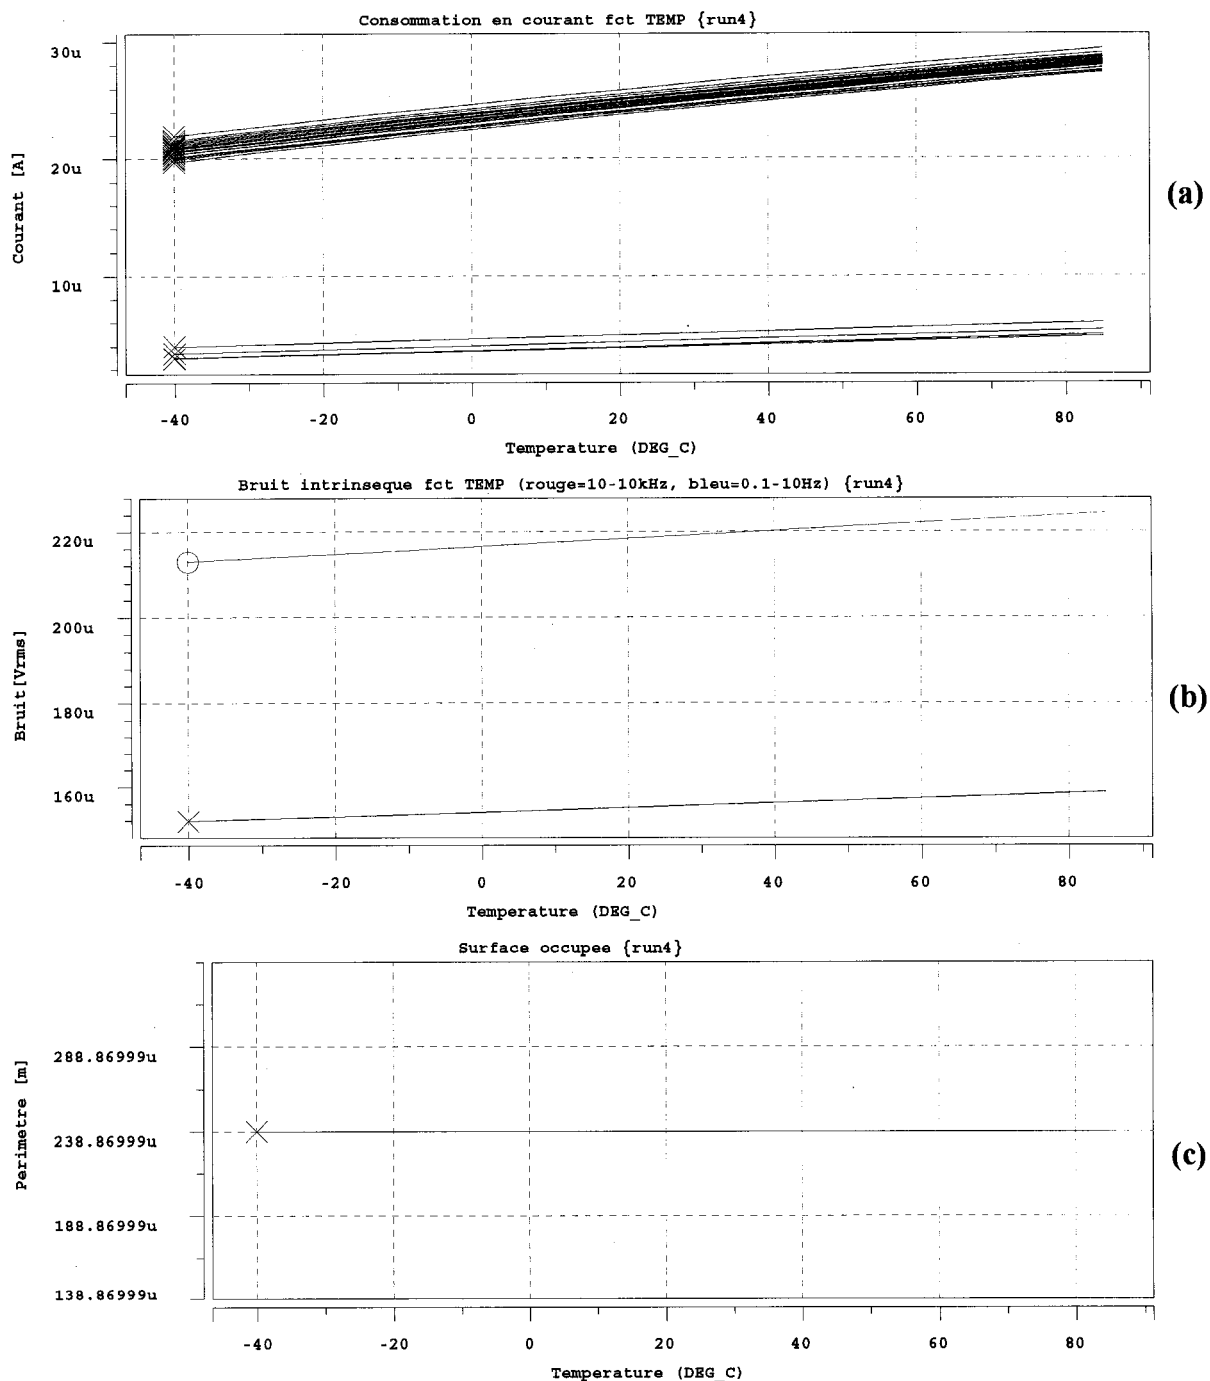 Consommation en courant fct TEMP {run4}
30u
20u
10u
Courant [A]
(a)
-40 -20 0 20 40 60 80
Temperature (DEG_C)
Bruit intrinseque fct TEMP (rouge=10-10kHz, bleu=0.1-10Hz) {run4}
220u
200u
180u
160u
Bruit[Vrms]
(b)
-40 -20 0 20 40 60 80
Temperature (DEG_C)
Surface occupee {run4}
288.86999u
238.86999u
188.86999u
138.86999u
Perimetre [m]
(c)
-40 -20 0 20 40 60 80
Temperature (DEG_C)